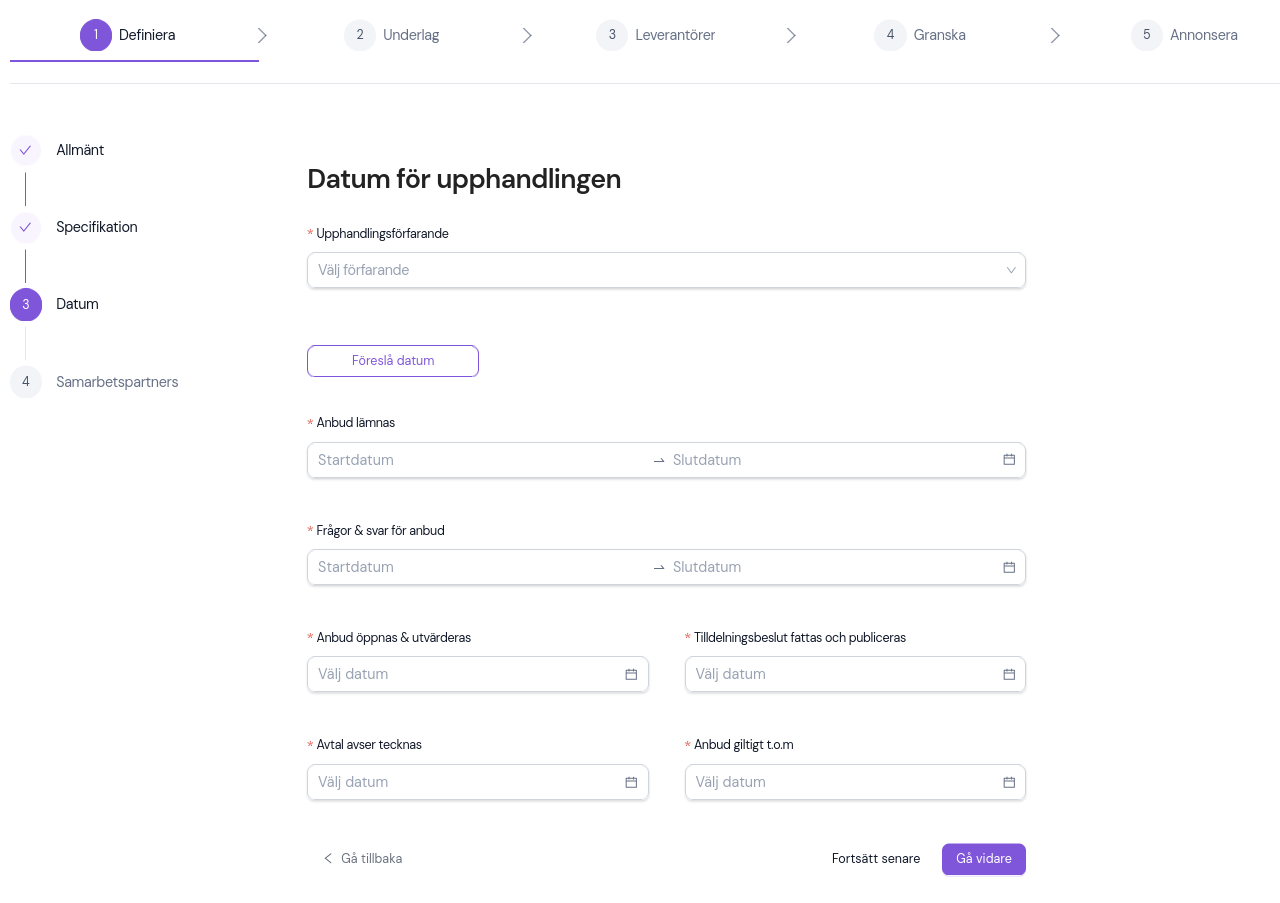 1 Definiera
2 Underlag
3 Leverantörer
4 Granska
5 Annonsera
Allmänt
Specifikation
3 Datum
4 Samarbetspartners
Datum för upphandlingen
* Upphandlingsförfarande
Välj förfarande
Föreslå datum
* Anbud lämnas
Startdatum → Slutdatum
* Frågor & svar för anbud
Startdatum → Slutdatum
* Anbud öppnas & utvärderas
Välj datum
* Tilldelningsbeslut fattas och publiceras
Välj datum
* Avtal avser tecknas
Välj datum
* Anbud giltigt t.o.m
Välj datum
Gå tillbaka
Fortsätt senare
Gå vidare